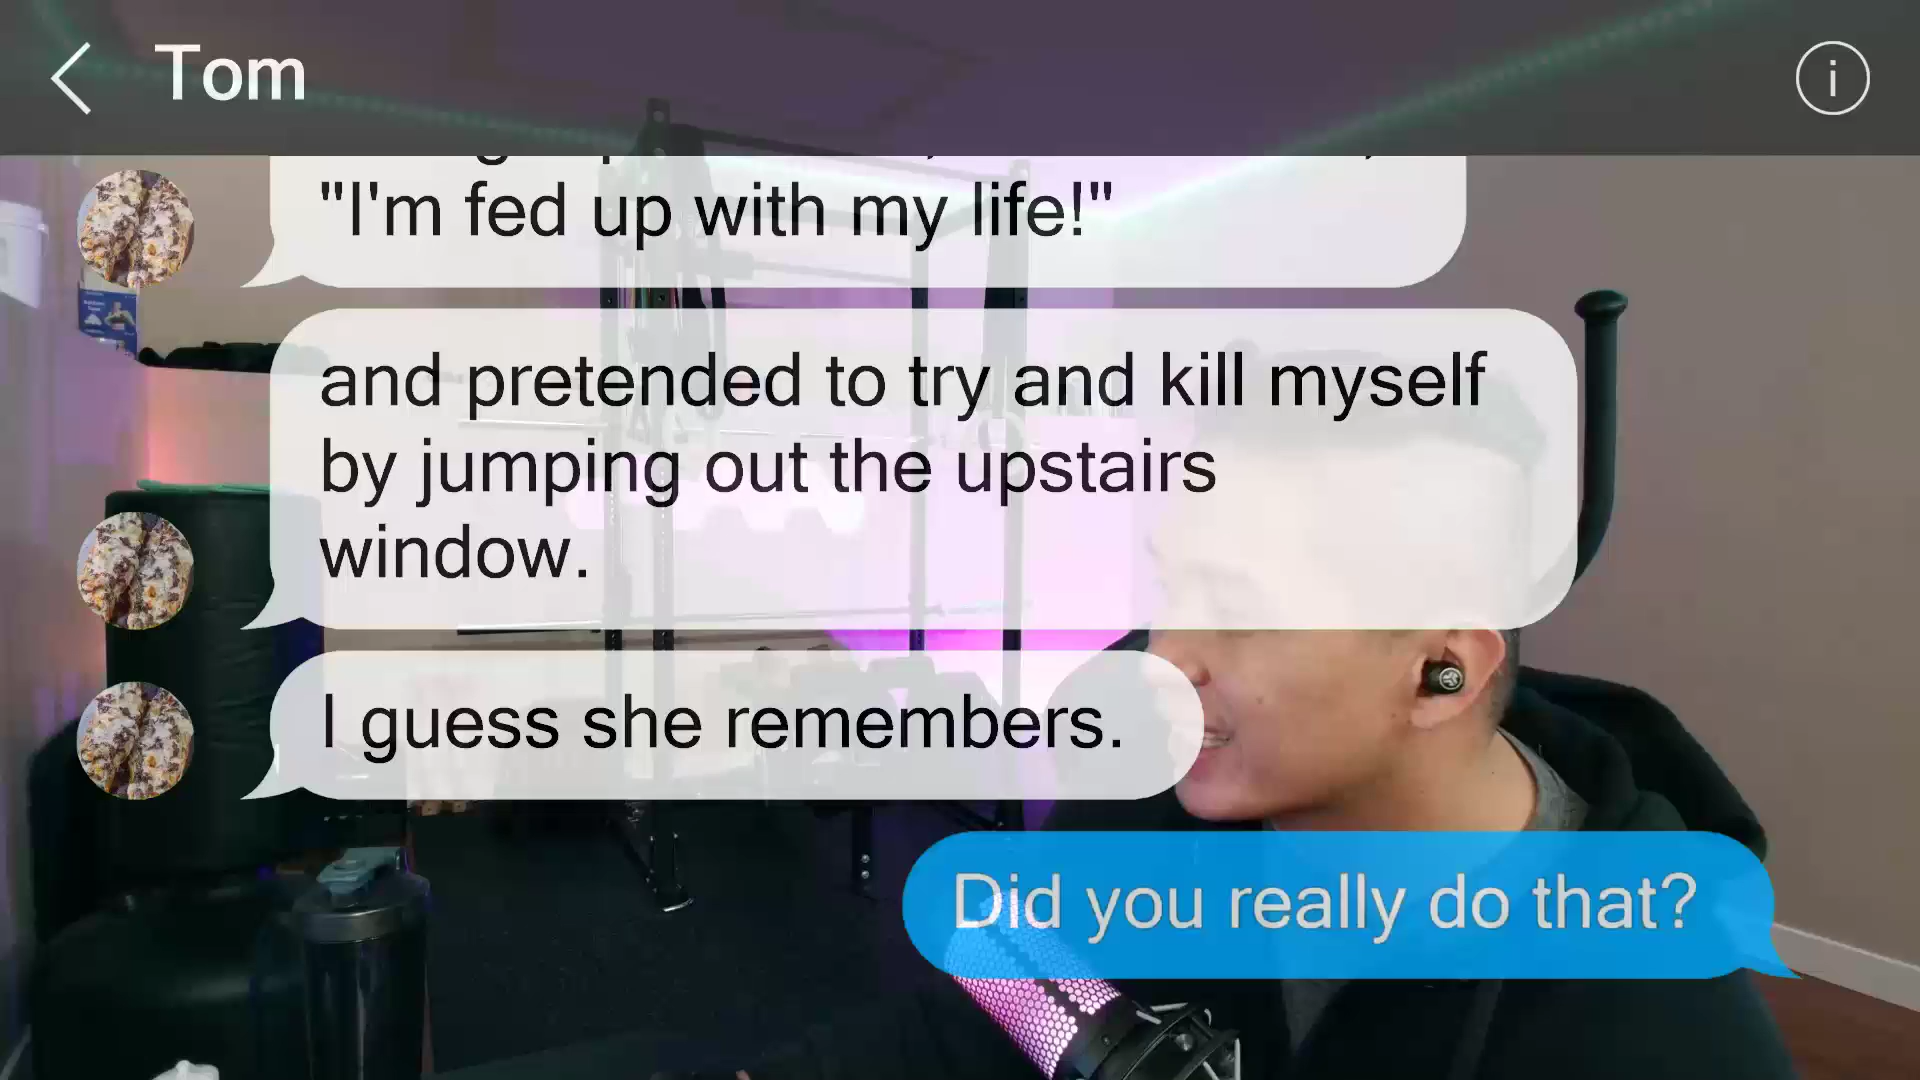 Tom
"I'm fed up with my life!"
and pretended to try and kill myself
by jumping out the upstairs
window.
I guess she remembers.
Did you really do that?